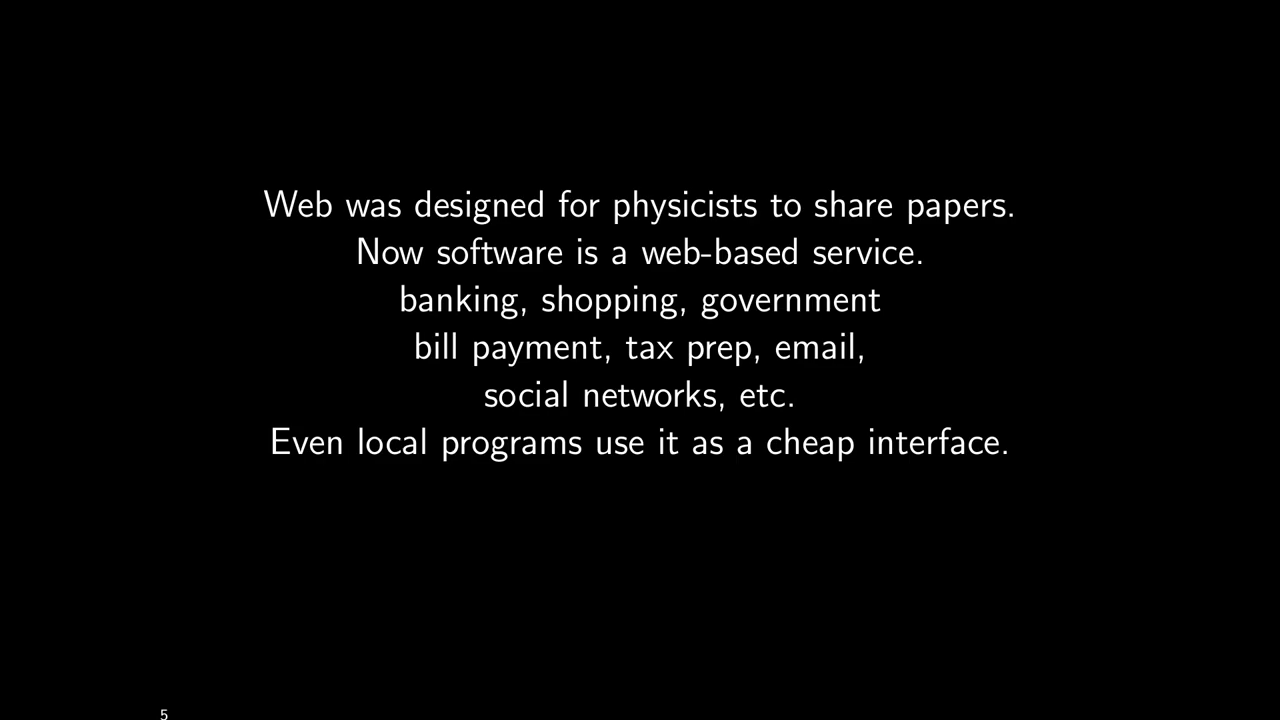 Web was designed for physicists to share papers.
Now software is a web-based service.
banking, shopping, government
bill payment, tax prep, email,
social networks, etc.
Even local programs use it as a cheap interface.
5